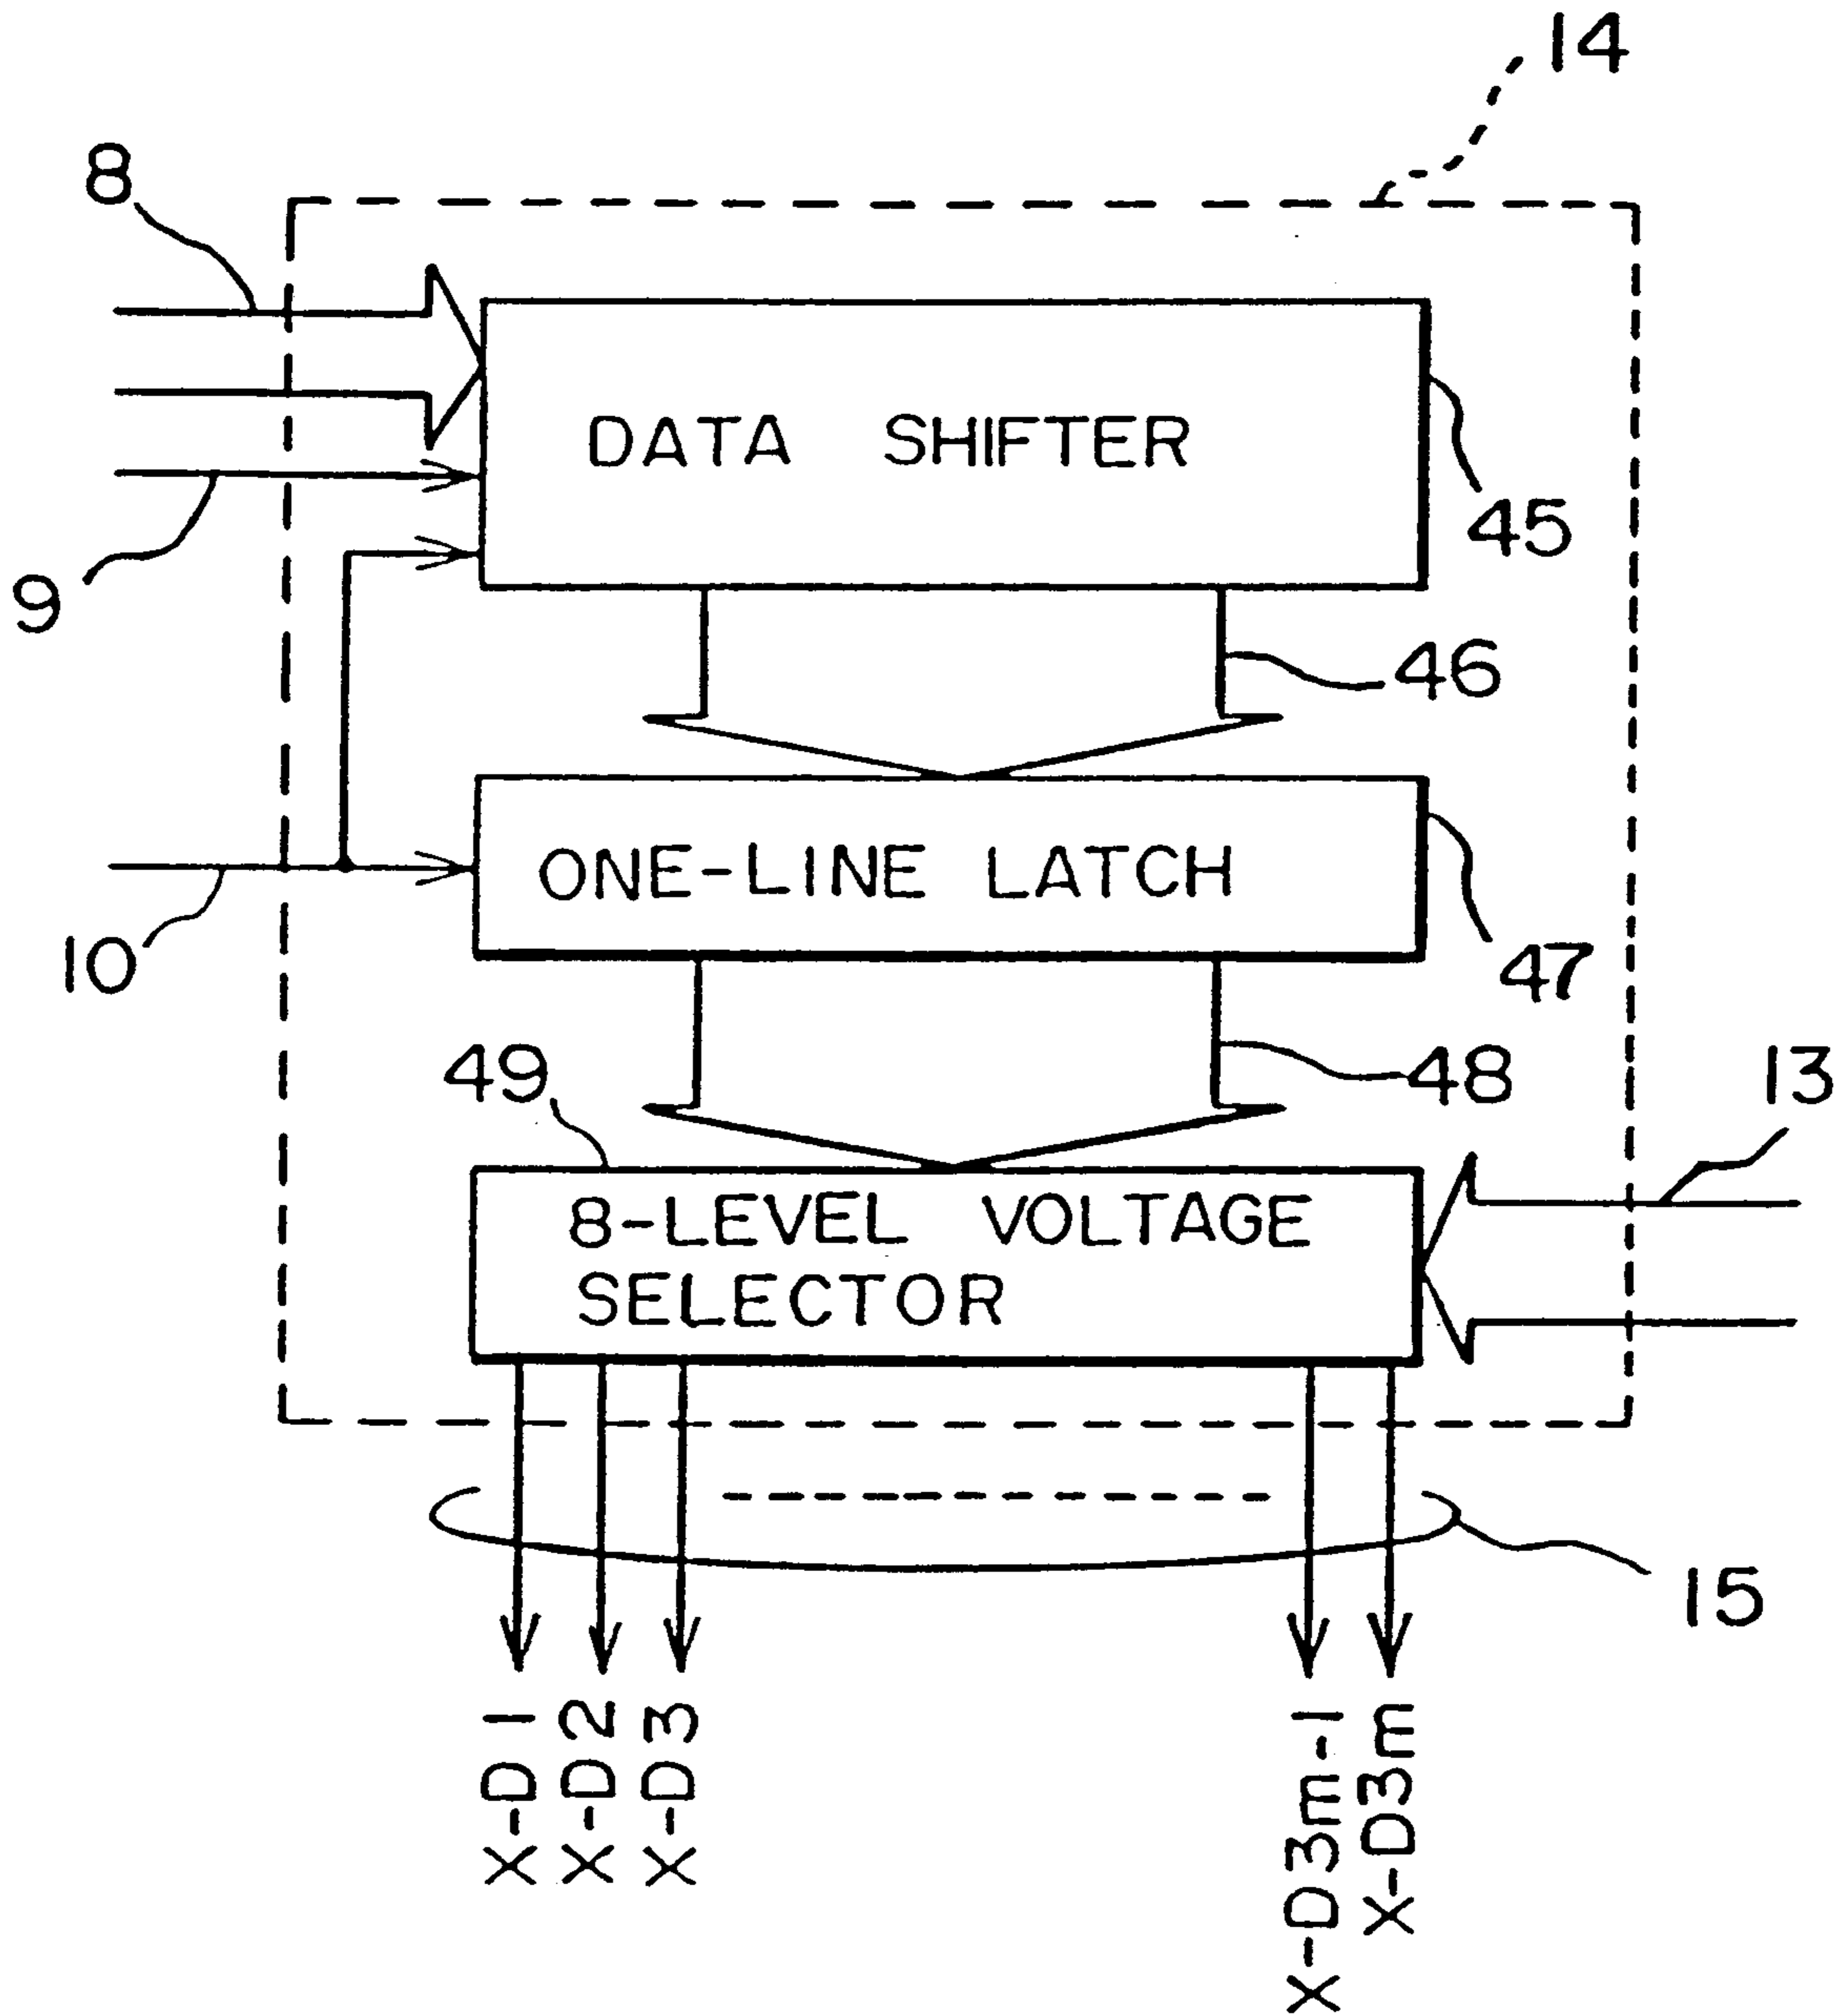 14
8
DATA SHIFTER
45
9
46
ONE-LINE LATCH
10
47
49
48
13
8-LEVEL VOLTAGE
SELECTOR
15
X-D1
X-D2
X-D3
X-D3m-1
X-D3m